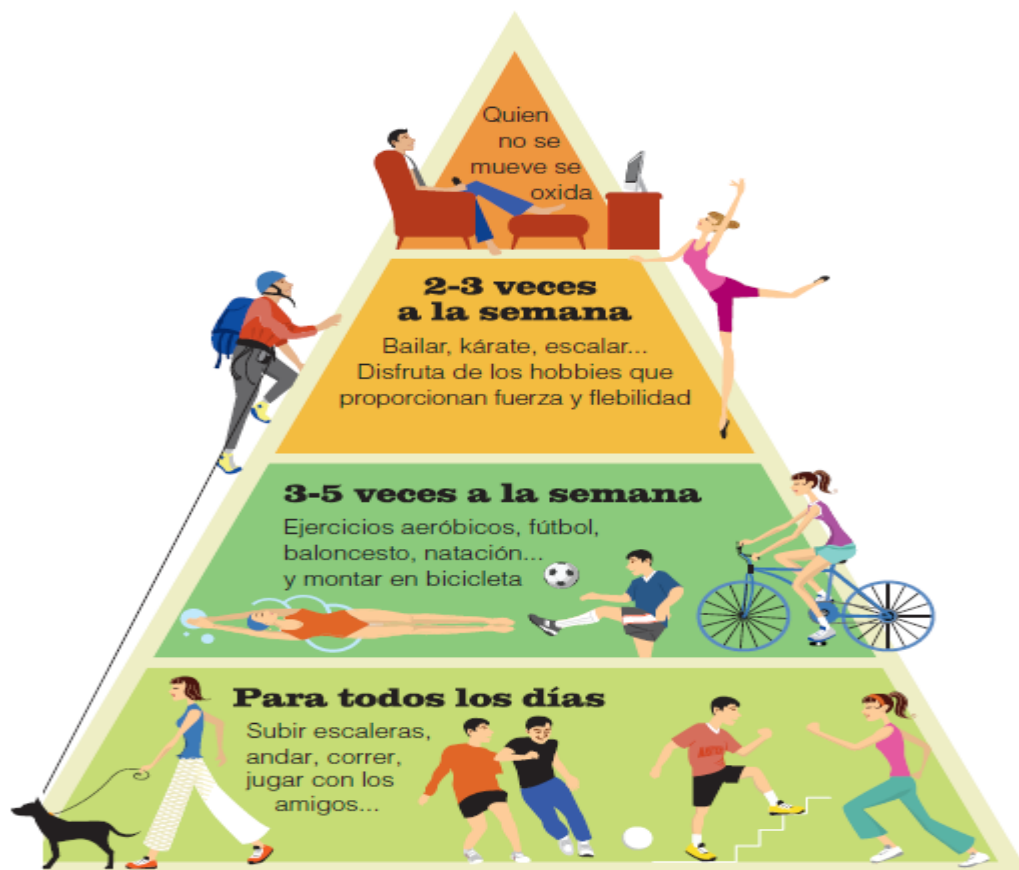 Quien
no se
mueve se
oxida
2-3 veces
a la semana
Bailar, kárate, escalar...
Disfruta de los hobbies que
proporcionan fuerza y flebilidad
3-5 veces a la semana
Ejercicios aeróbicos, fútbol,
baloncesto, natación...
y montar en bicicleta
Para todos los días
Subir escaleras,
andar, correr,
jugar con los
amigos...